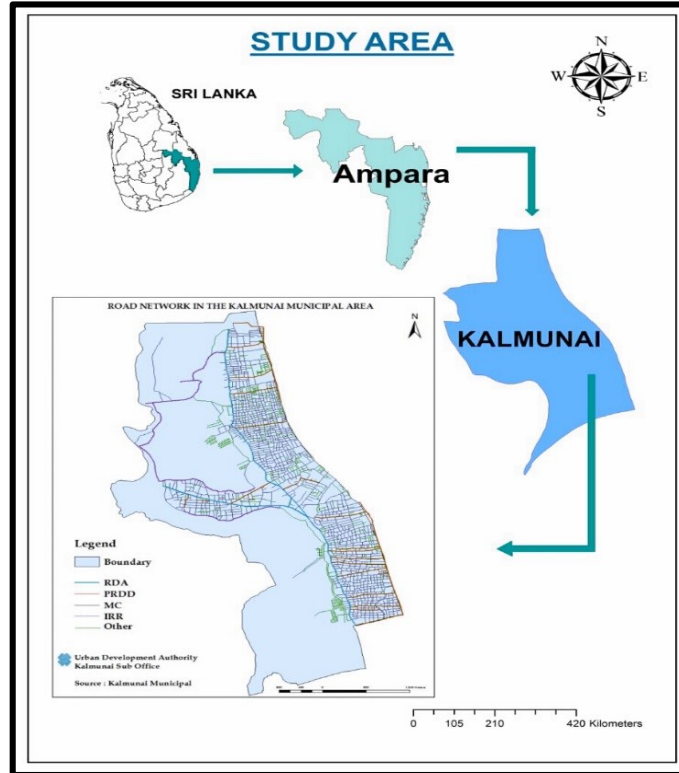 STUDY AREA
N
W E
S
SRI LANKA
Ampara
KALMUNAI
ROAD NETWORK IN THE KALMUNAI MUNICIPAL AREA
N
Legend
Boundary
RDA
PRDD
MC
IRR
Other
Urban Development Authority
Kalmunai Sub Office
Source : Kalmunai Municipal
0 105 210 420 Kilometers